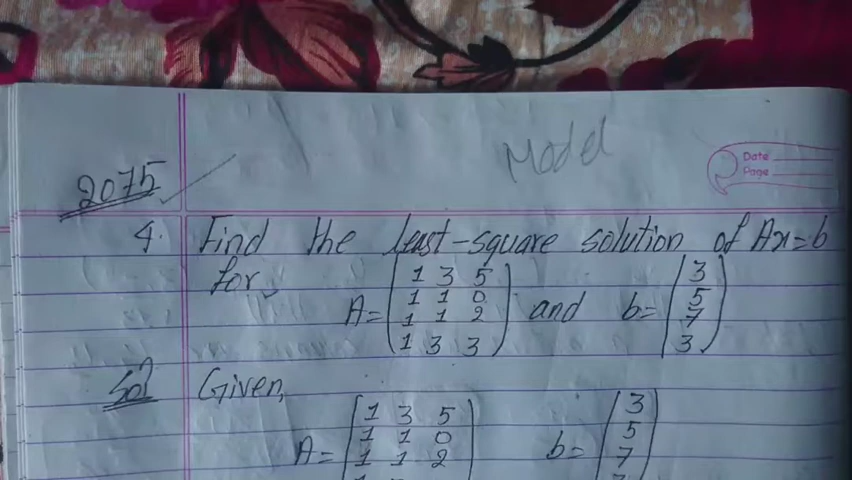 Model
Date
Page
2075
4. Find the least-square solution of Ax=b
for
A = (1 3 5
1 1 0
1 1 2
1 3 3) and b = (3
5
7
3)
Sol? Given,
A = (1 3 5
1 1 0
1 1 2
b = (3
5
7